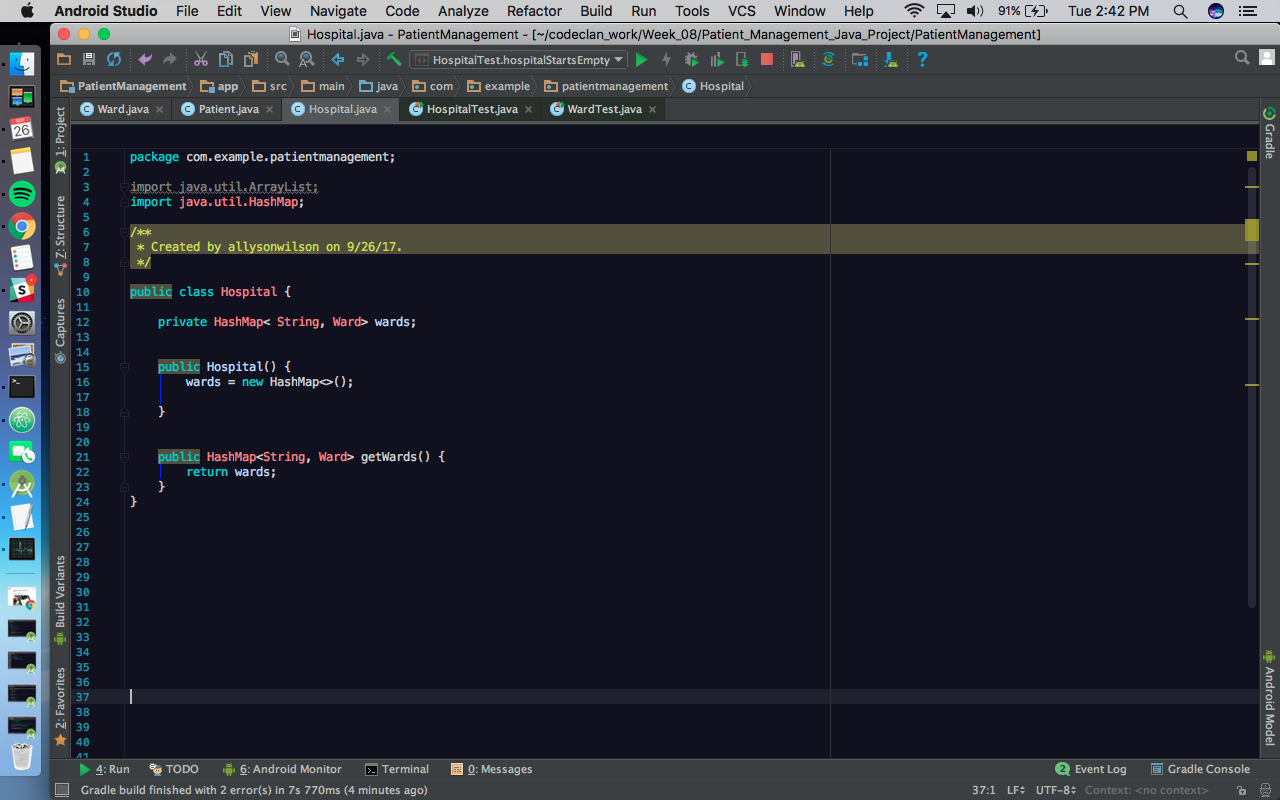 Android Studio File Edit View Navigate Code Analyze Refactor Build Run Tools VCS Window Help 91% Tue 2:42 PM
Hospital.java - PatientManagement - [~/codeclan_work/Week_08/Patient_Management_Java_Project/PatientManagement]
HospitalTest.hospitalStartsEmpty
PatientManagement app src main java com example patientmanagement Hospital
Ward.java Patient.java Hospital.java HospitalTest.java WardTest.java
1 package com.example.patientmanagement;
2
3 import java.util.ArrayList;
4 import java.util.HashMap;
5
6 /**
7 * Created by allysonwilson on 9/26/17.
8 */
9
10 public class Hospital {
11
12 private HashMap< String, Ward> wards;
13
14
15 public Hospital() {
16 wards = new HashMap<>();
17
18 }
19
20
21 public HashMap<String, Ward> getWards() {
22 return wards;
23 }
24 }
25
26
27
28
29
30
31
32
33
34
35
36
37
38
39
40
41
1: Project
Z: Structure
Captures
Build Variants
2: Favorites
Gradle
Android Model
SEP
26
4: Run TODO 6: Android Monitor Terminal 0: Messages 2 Event Log Gradle Console
Gradle build finished with 2 error(s) in 7s 770ms (4 minutes ago) 37:1 LF UTF-8 Context: <no context>